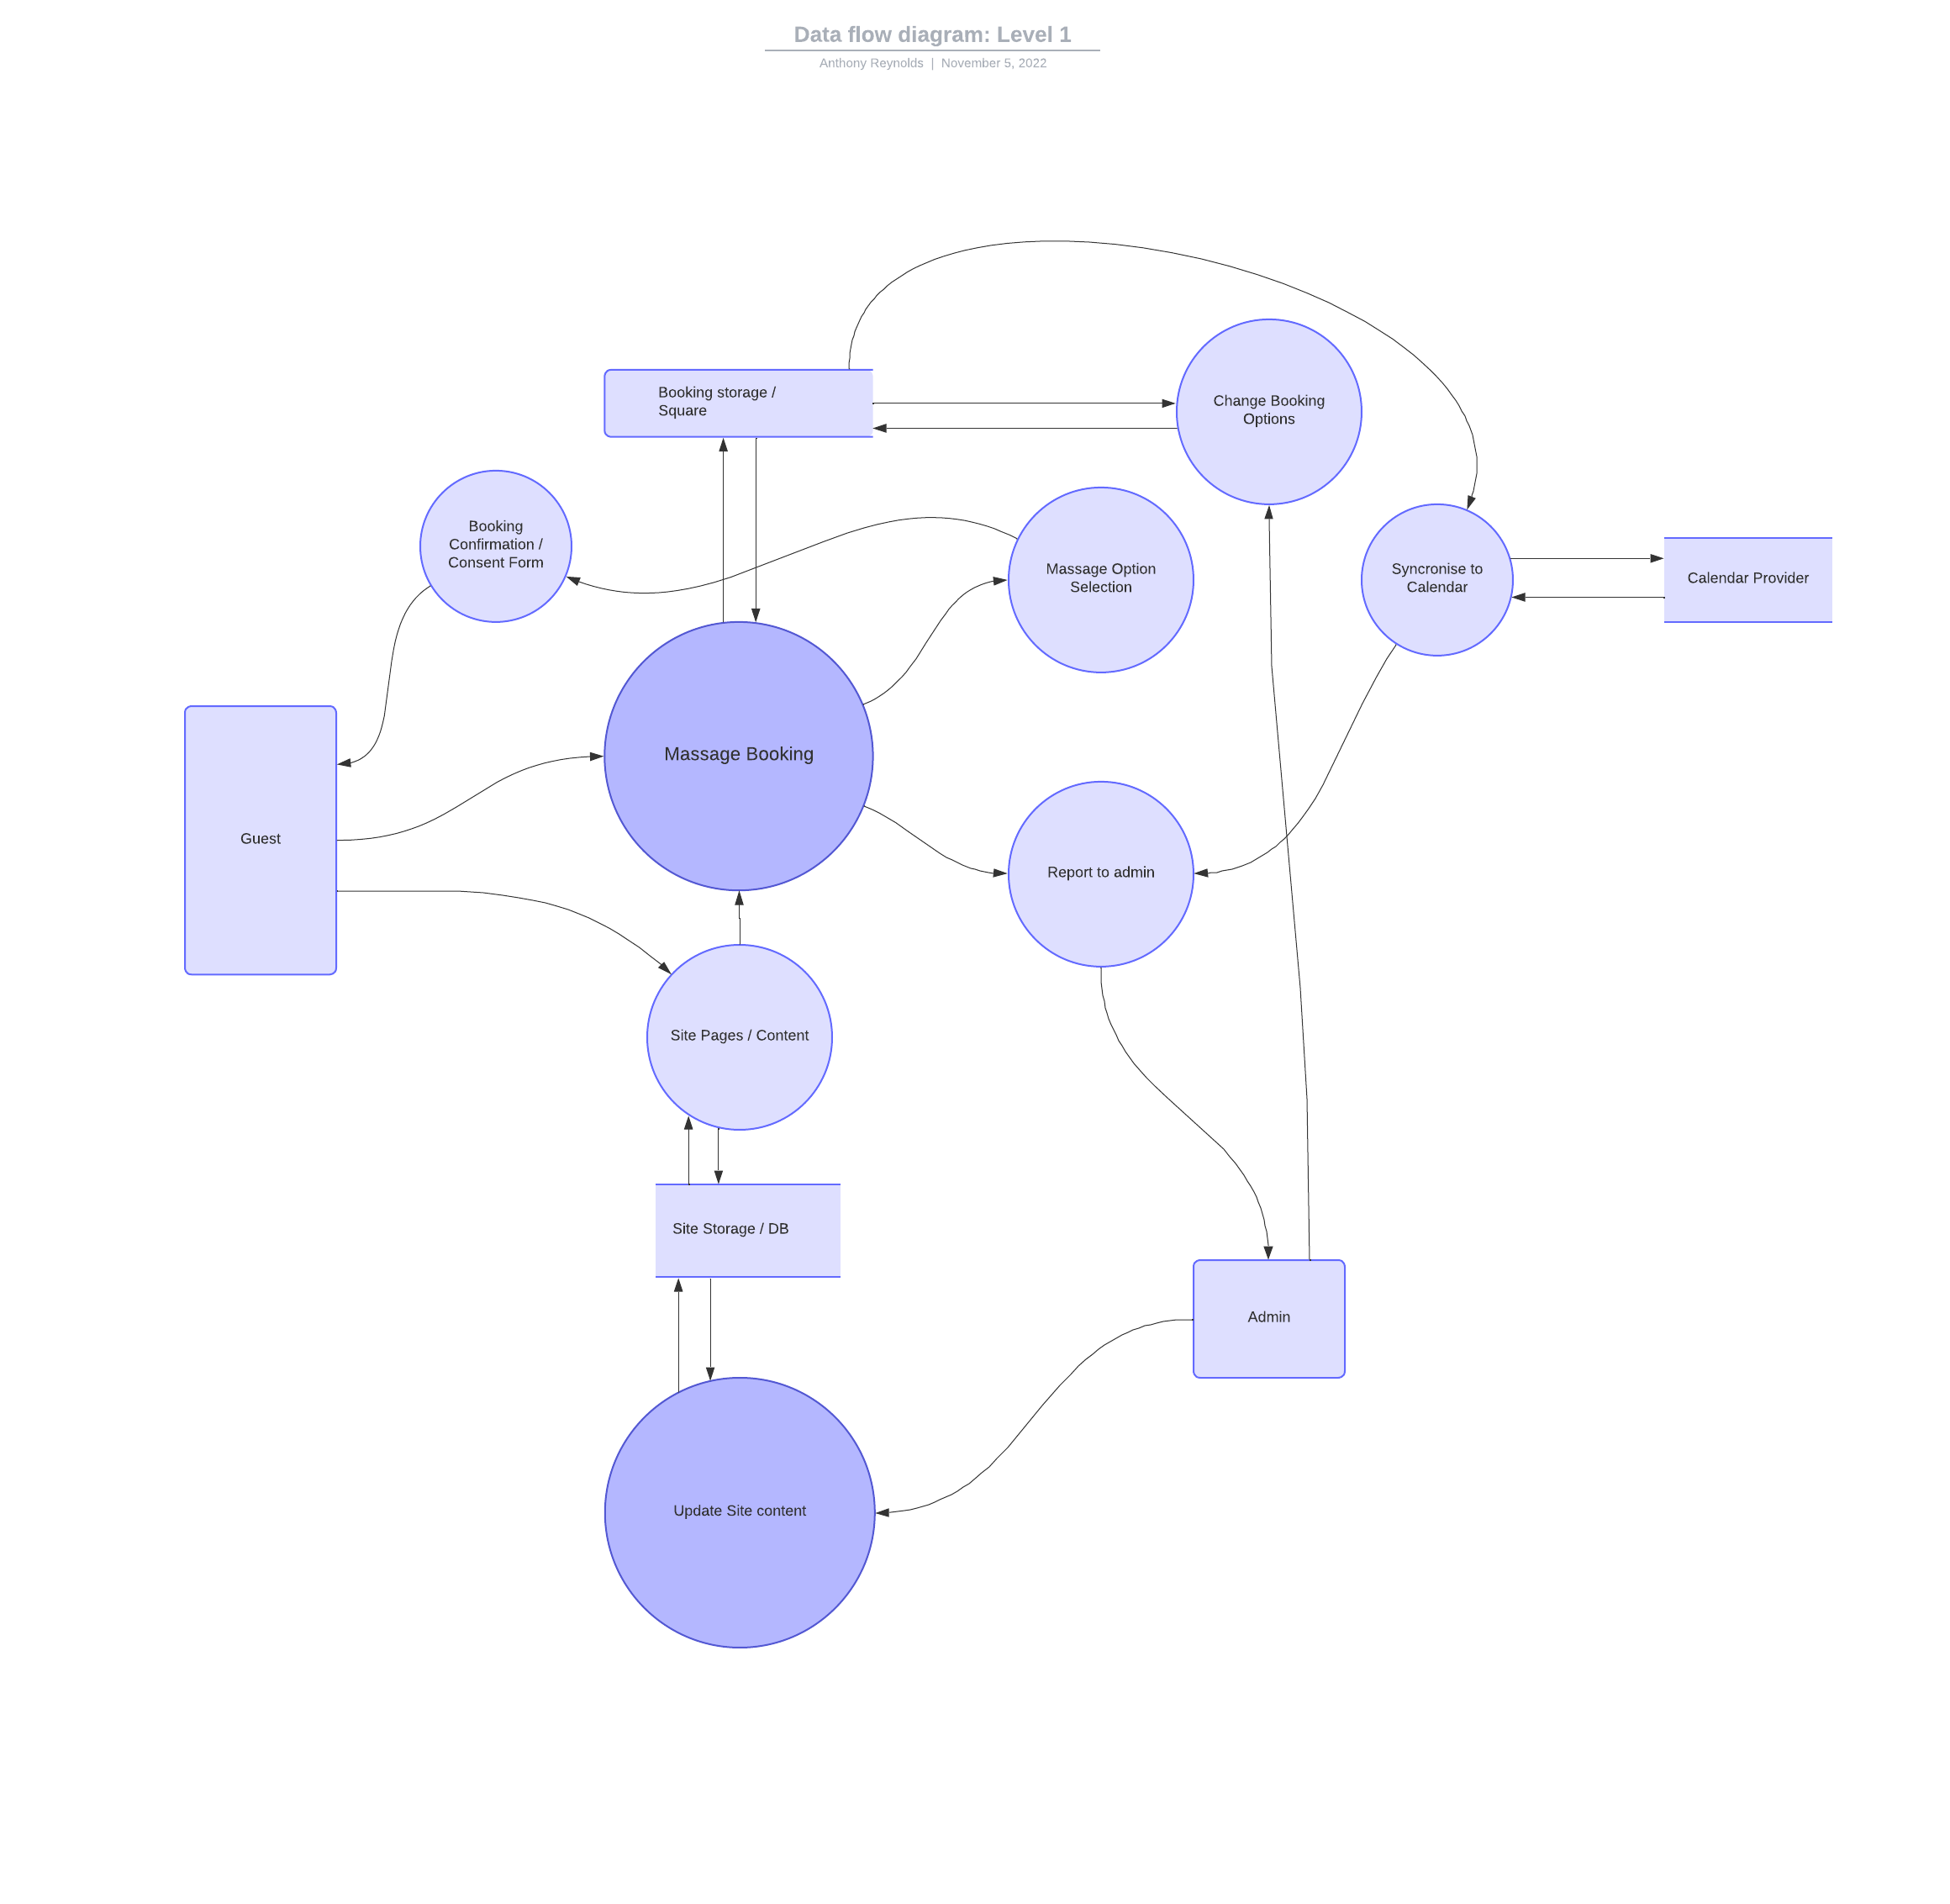 Data flow diagram: Level 1
Anthony Reynolds | November 5, 2022
Booking storage /
Square
Change Booking
Options
Booking
Confirmation /
Consent Form
Massage Option
Selection
Syncronise to
Calendar
Calendar Provider
Massage Booking
Guest
Report to admin
Site Pages / Content
Site Storage / DB
Admin
Update Site content